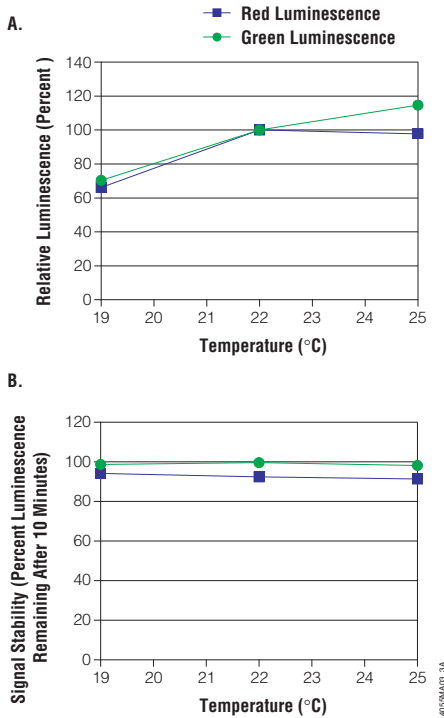 Red Luminescence
Green Luminescence
A.
Relative Luminescence (Percent )
140
120
100
80
60
40
20
0
19 20 21 22 23 24 25
Temperature (°C)
B.
Signal Stability (Percent Luminescence
Remaining After 10 Minutes)
120
100
80
60
40
20
0
19 20 21 22 23 24 25
Temperature (°C)
4055MA03_3A